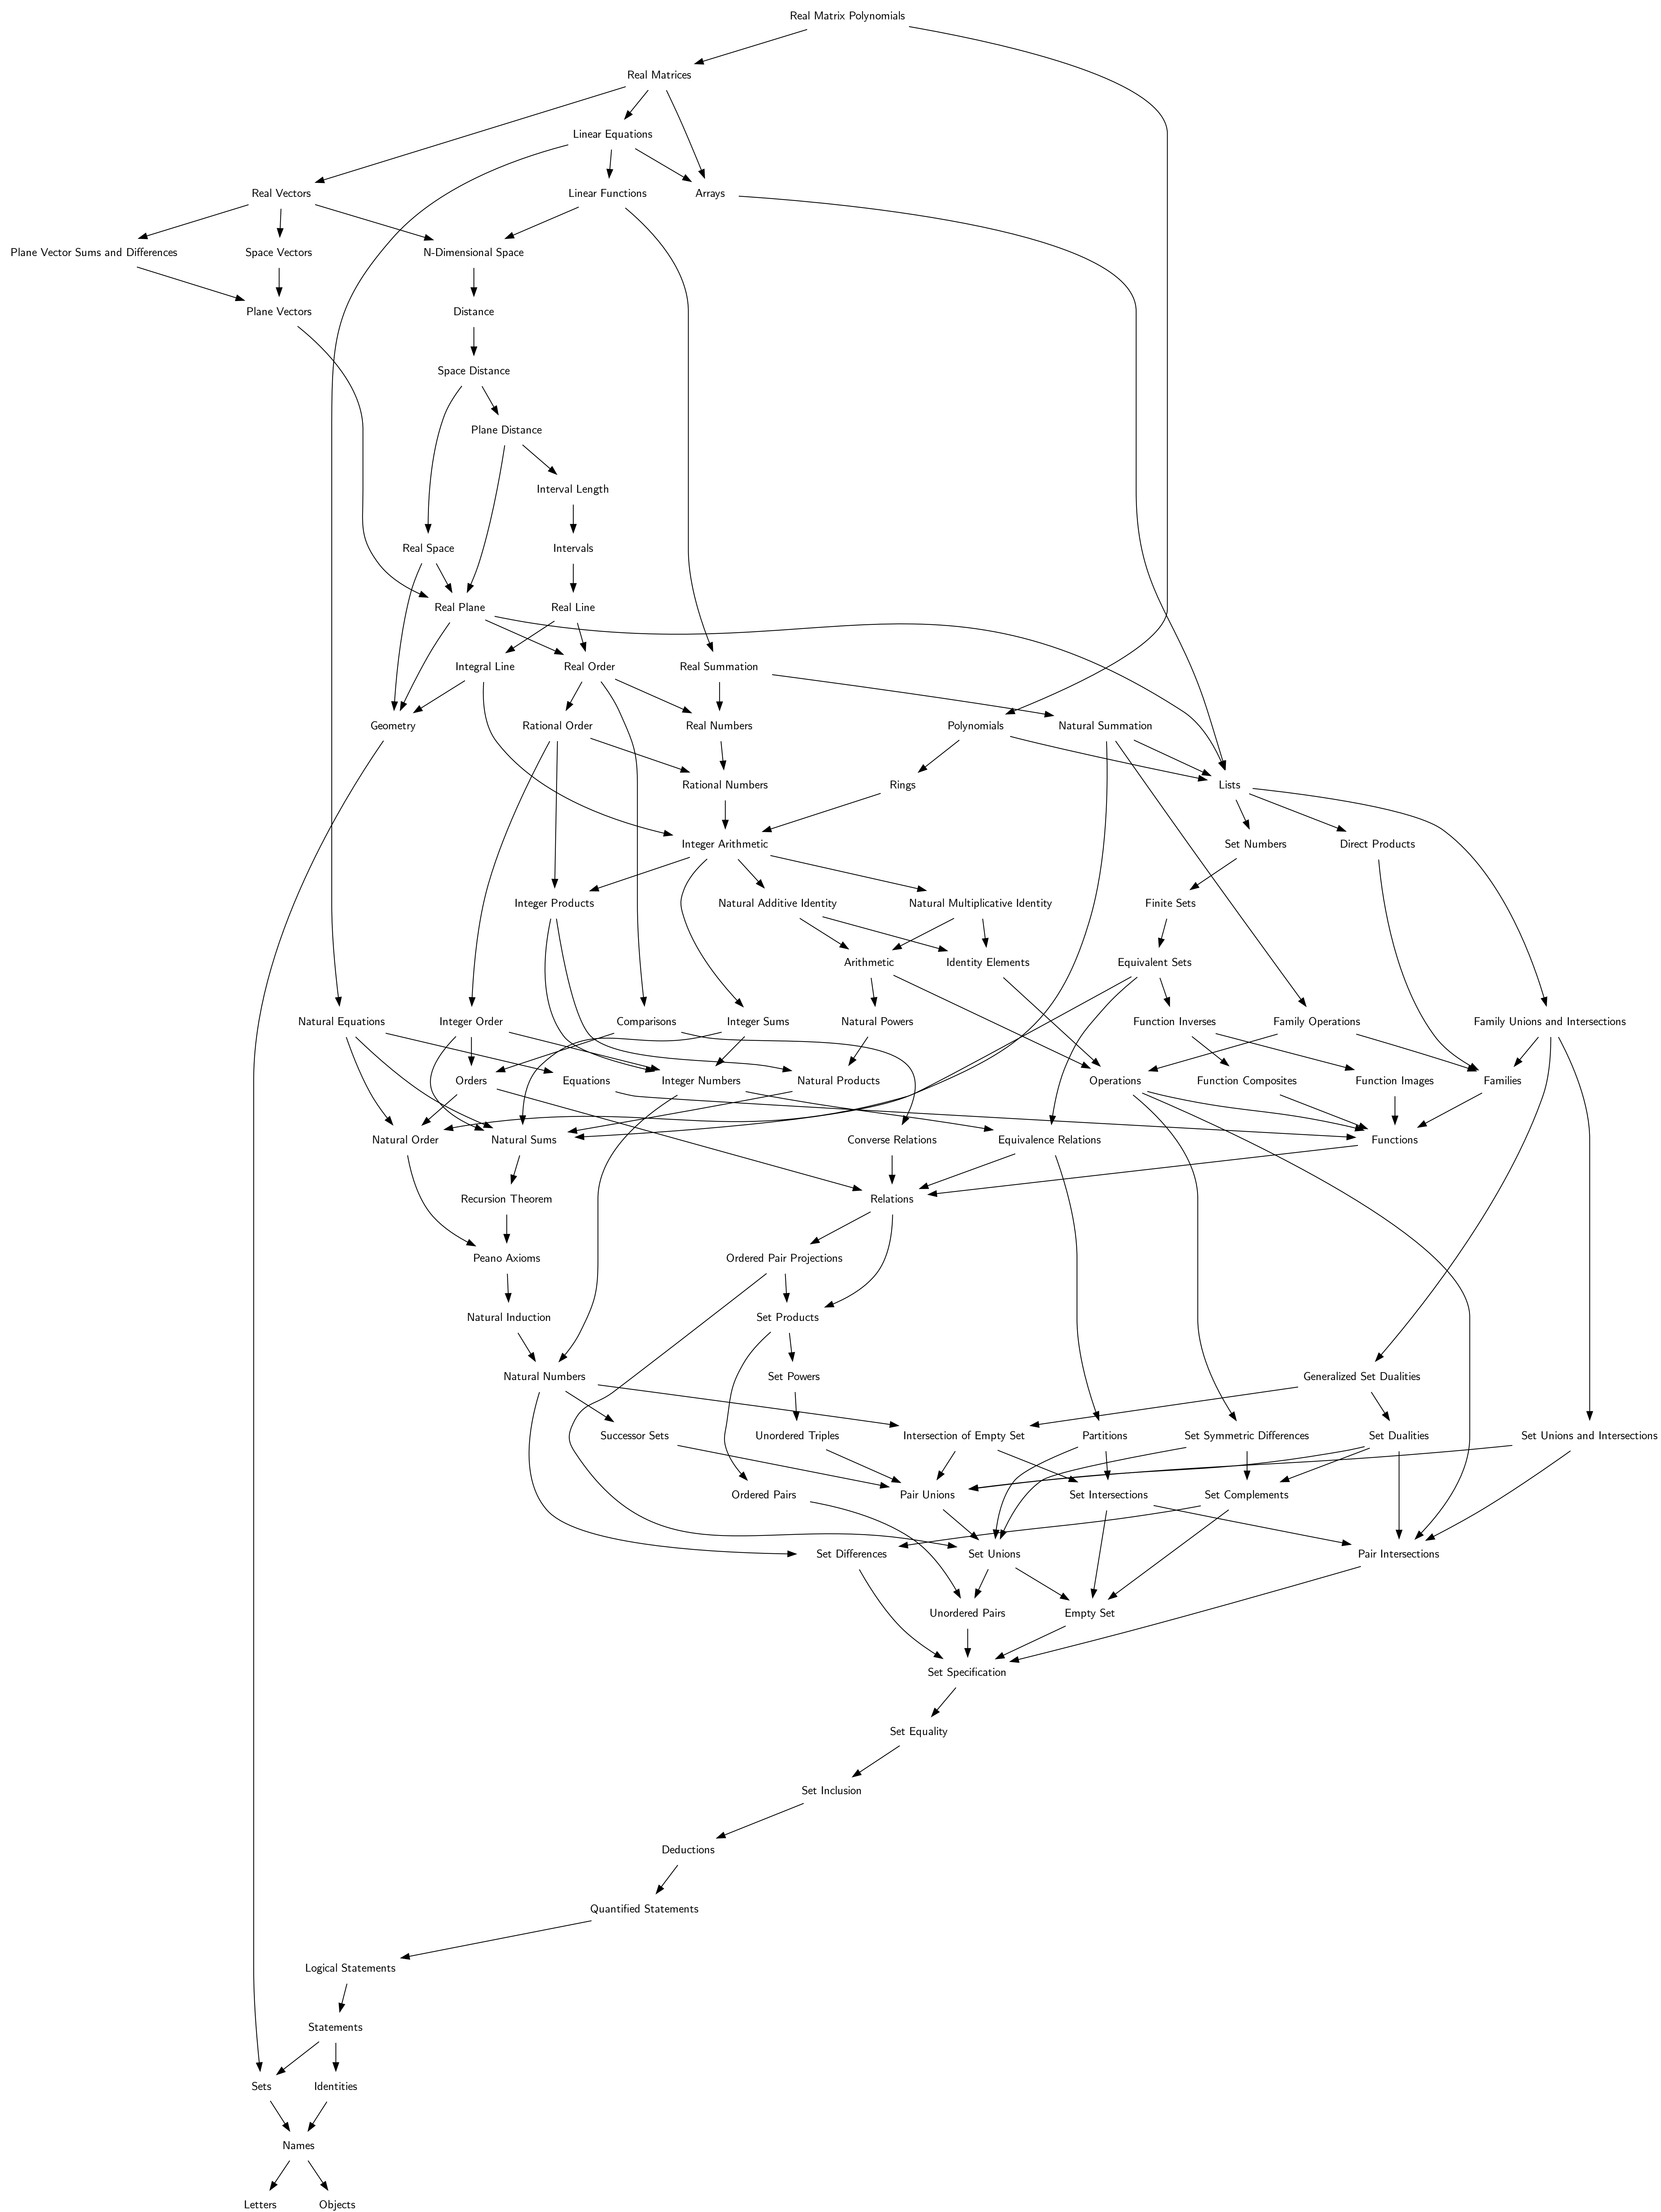 Real Matrix Polynomials
Real Matrices
Linear Equations
Real Vectors
Linear Functions
Arrays
Plane Vector Sums and Differences
Space Vectors
N-Dimensional Space
Plane Vectors
Distance
Space Distance
Plane Distance
Interval Length
Real Space
Intervals
Real Plane
Real Line
Integral Line
Real Order
Real Summation
Geometry
Rational Order
Real Numbers
Polynomials
Natural Summation
Rational Numbers
Rings
Lists
Integer Arithmetic
Set Numbers
Direct Products
Integer Products
Natural Additive Identity
Natural Multiplicative Identity
Finite Sets
Arithmetic
Identity Elements
Equivalent Sets
Natural Equations
Integer Order
Comparisons
Integer Sums
Natural Powers
Function Inverses
Family Operations
Family Unions and Intersections
Orders
Equations
Integer Numbers
Natural Products
Operations
Function Composites
Function Images
Families
Natural Order
Natural Sums
Converse Relations
Equivalence Relations
Functions
Recursion Theorem
Relations
Peano Axioms
Ordered Pair Projections
Natural Induction
Set Products
Natural Numbers
Set Powers
Generalized Set Dualities
Successor Sets
Unordered Triples
Intersection of Empty Set
Partitions
Set Symmetric Differences
Set Dualities
Set Unions and Intersections
Ordered Pairs
Pair Unions
Set Intersections
Set Complements
Set Differences
Set Unions
Pair Intersections
Unordered Pairs
Empty Set
Set Specification
Set Equality
Set Inclusion
Deductions
Quantified Statements
Logical Statements
Statements
Sets
Identities
Names
Letters
Objects